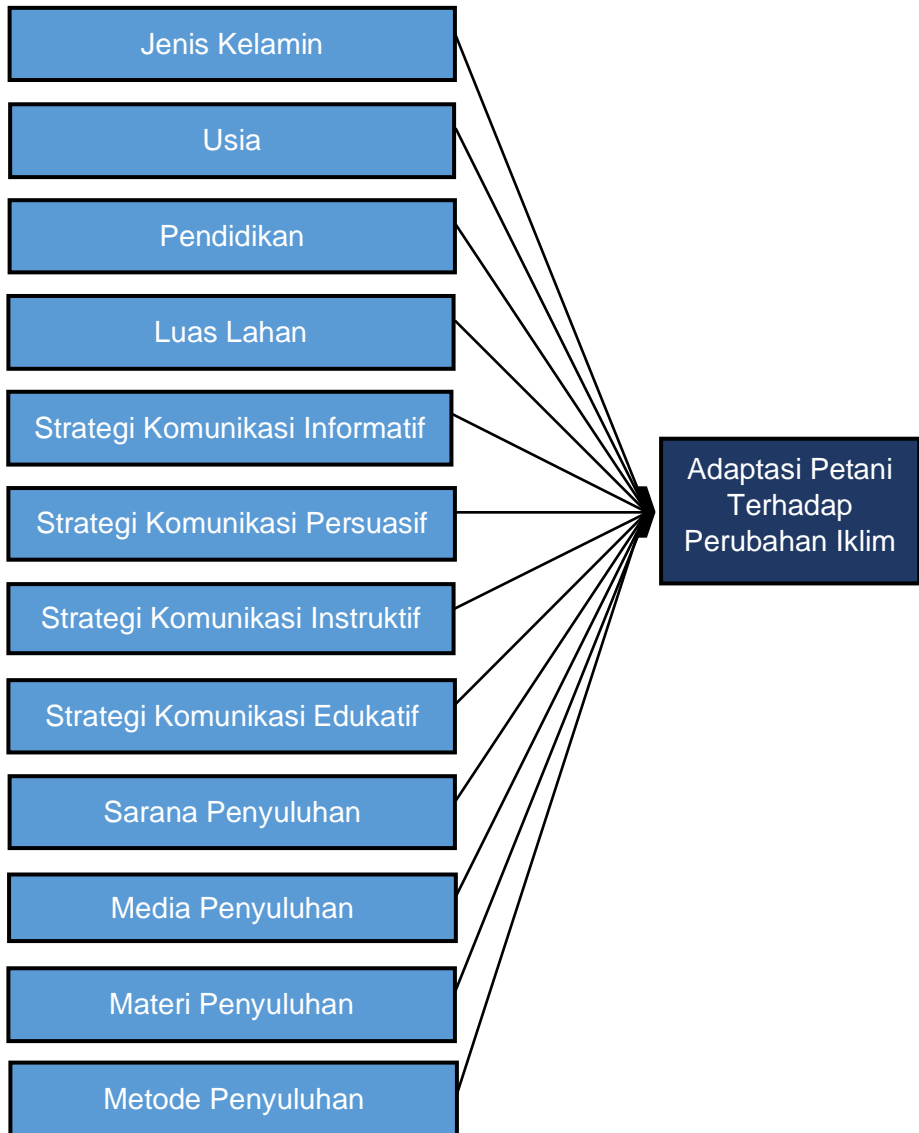 Jenis Kelamin
Usia
Pendidikan
Luas Lahan
Strategi Komunikasi Informatif
Strategi Komunikasi Persuasif
Strategi Komunikasi Instruktif
Strategi Komunikasi Edukatif
Sarana Penyuluhan
Media Penyuluhan
Materi Penyuluhan
Metode Penyuluhan
Adaptasi Petani
Terhadap
Perubahan Iklim